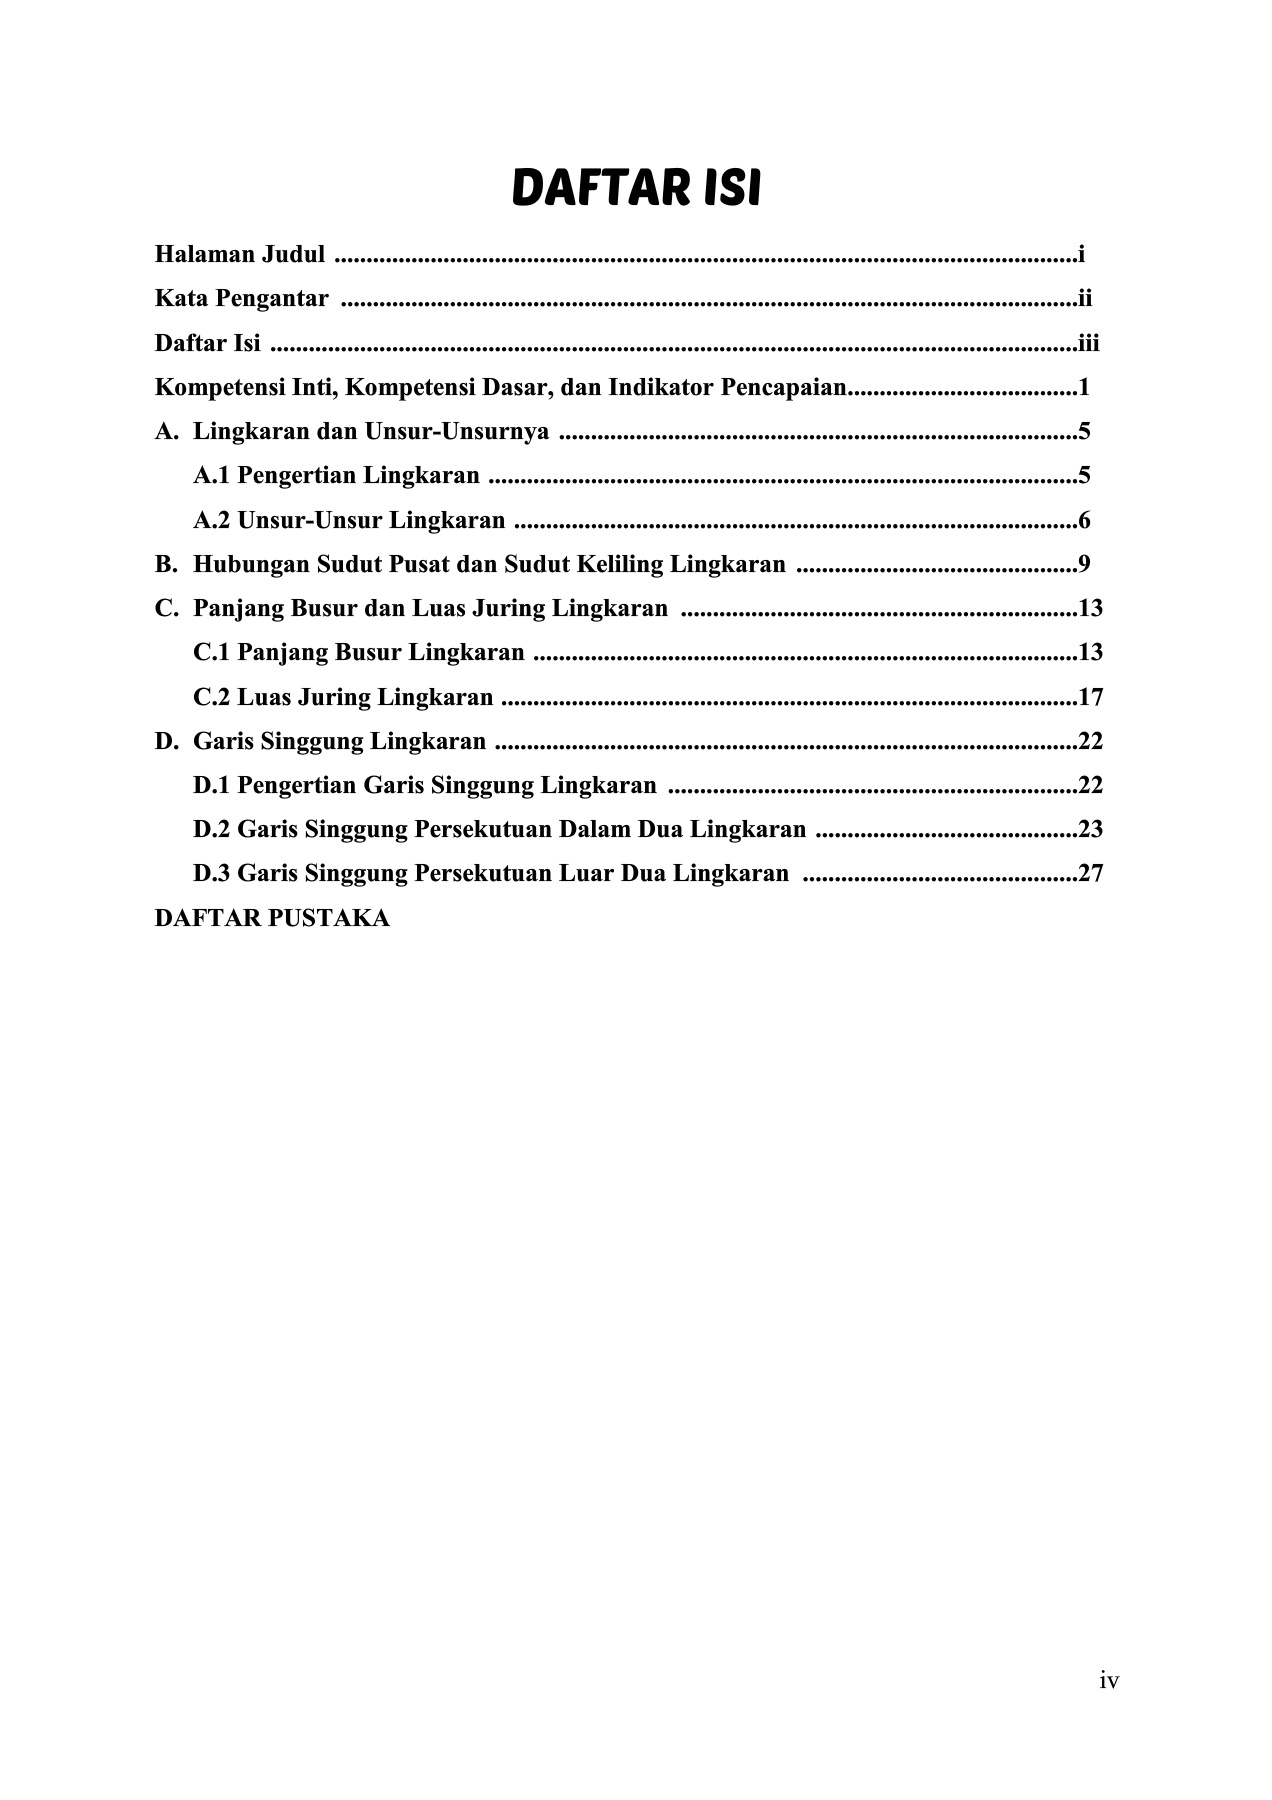 DAFTAR ISI
Halaman Judul ....................................................................................................................i
Kata Pengantar ...................................................................................................................ii
Daftar Isi ..............................................................................................................................iii
Kompetensi Inti, Kompetensi Dasar, dan Indikator Pencapaian....................................1
A. Lingkaran dan Unsur-Unsurnya .................................................................................5
A.1 Pengertian Lingkaran ............................................................................................5
A.2 Unsur-Unsur Lingkaran ........................................................................................6
B. Hubungan Sudut Pusat dan Sudut Keliling Lingkaran ............................................9
C. Panjang Busur dan Luas Juring Lingkaran ..............................................................13
C.1 Panjang Busur Lingkaran .....................................................................................13
C.2 Luas Juring Lingkaran ..........................................................................................17
D. Garis Singgung Lingkaran ...........................................................................................22
D.1 Pengertian Garis Singgung Lingkaran ................................................................22
D.2 Garis Singgung Persekutuan Dalam Dua Lingkaran .........................................23
D.3 Garis Singgung Persekutuan Luar Dua Lingkaran ...........................................27
DAFTAR PUSTAKA
iv